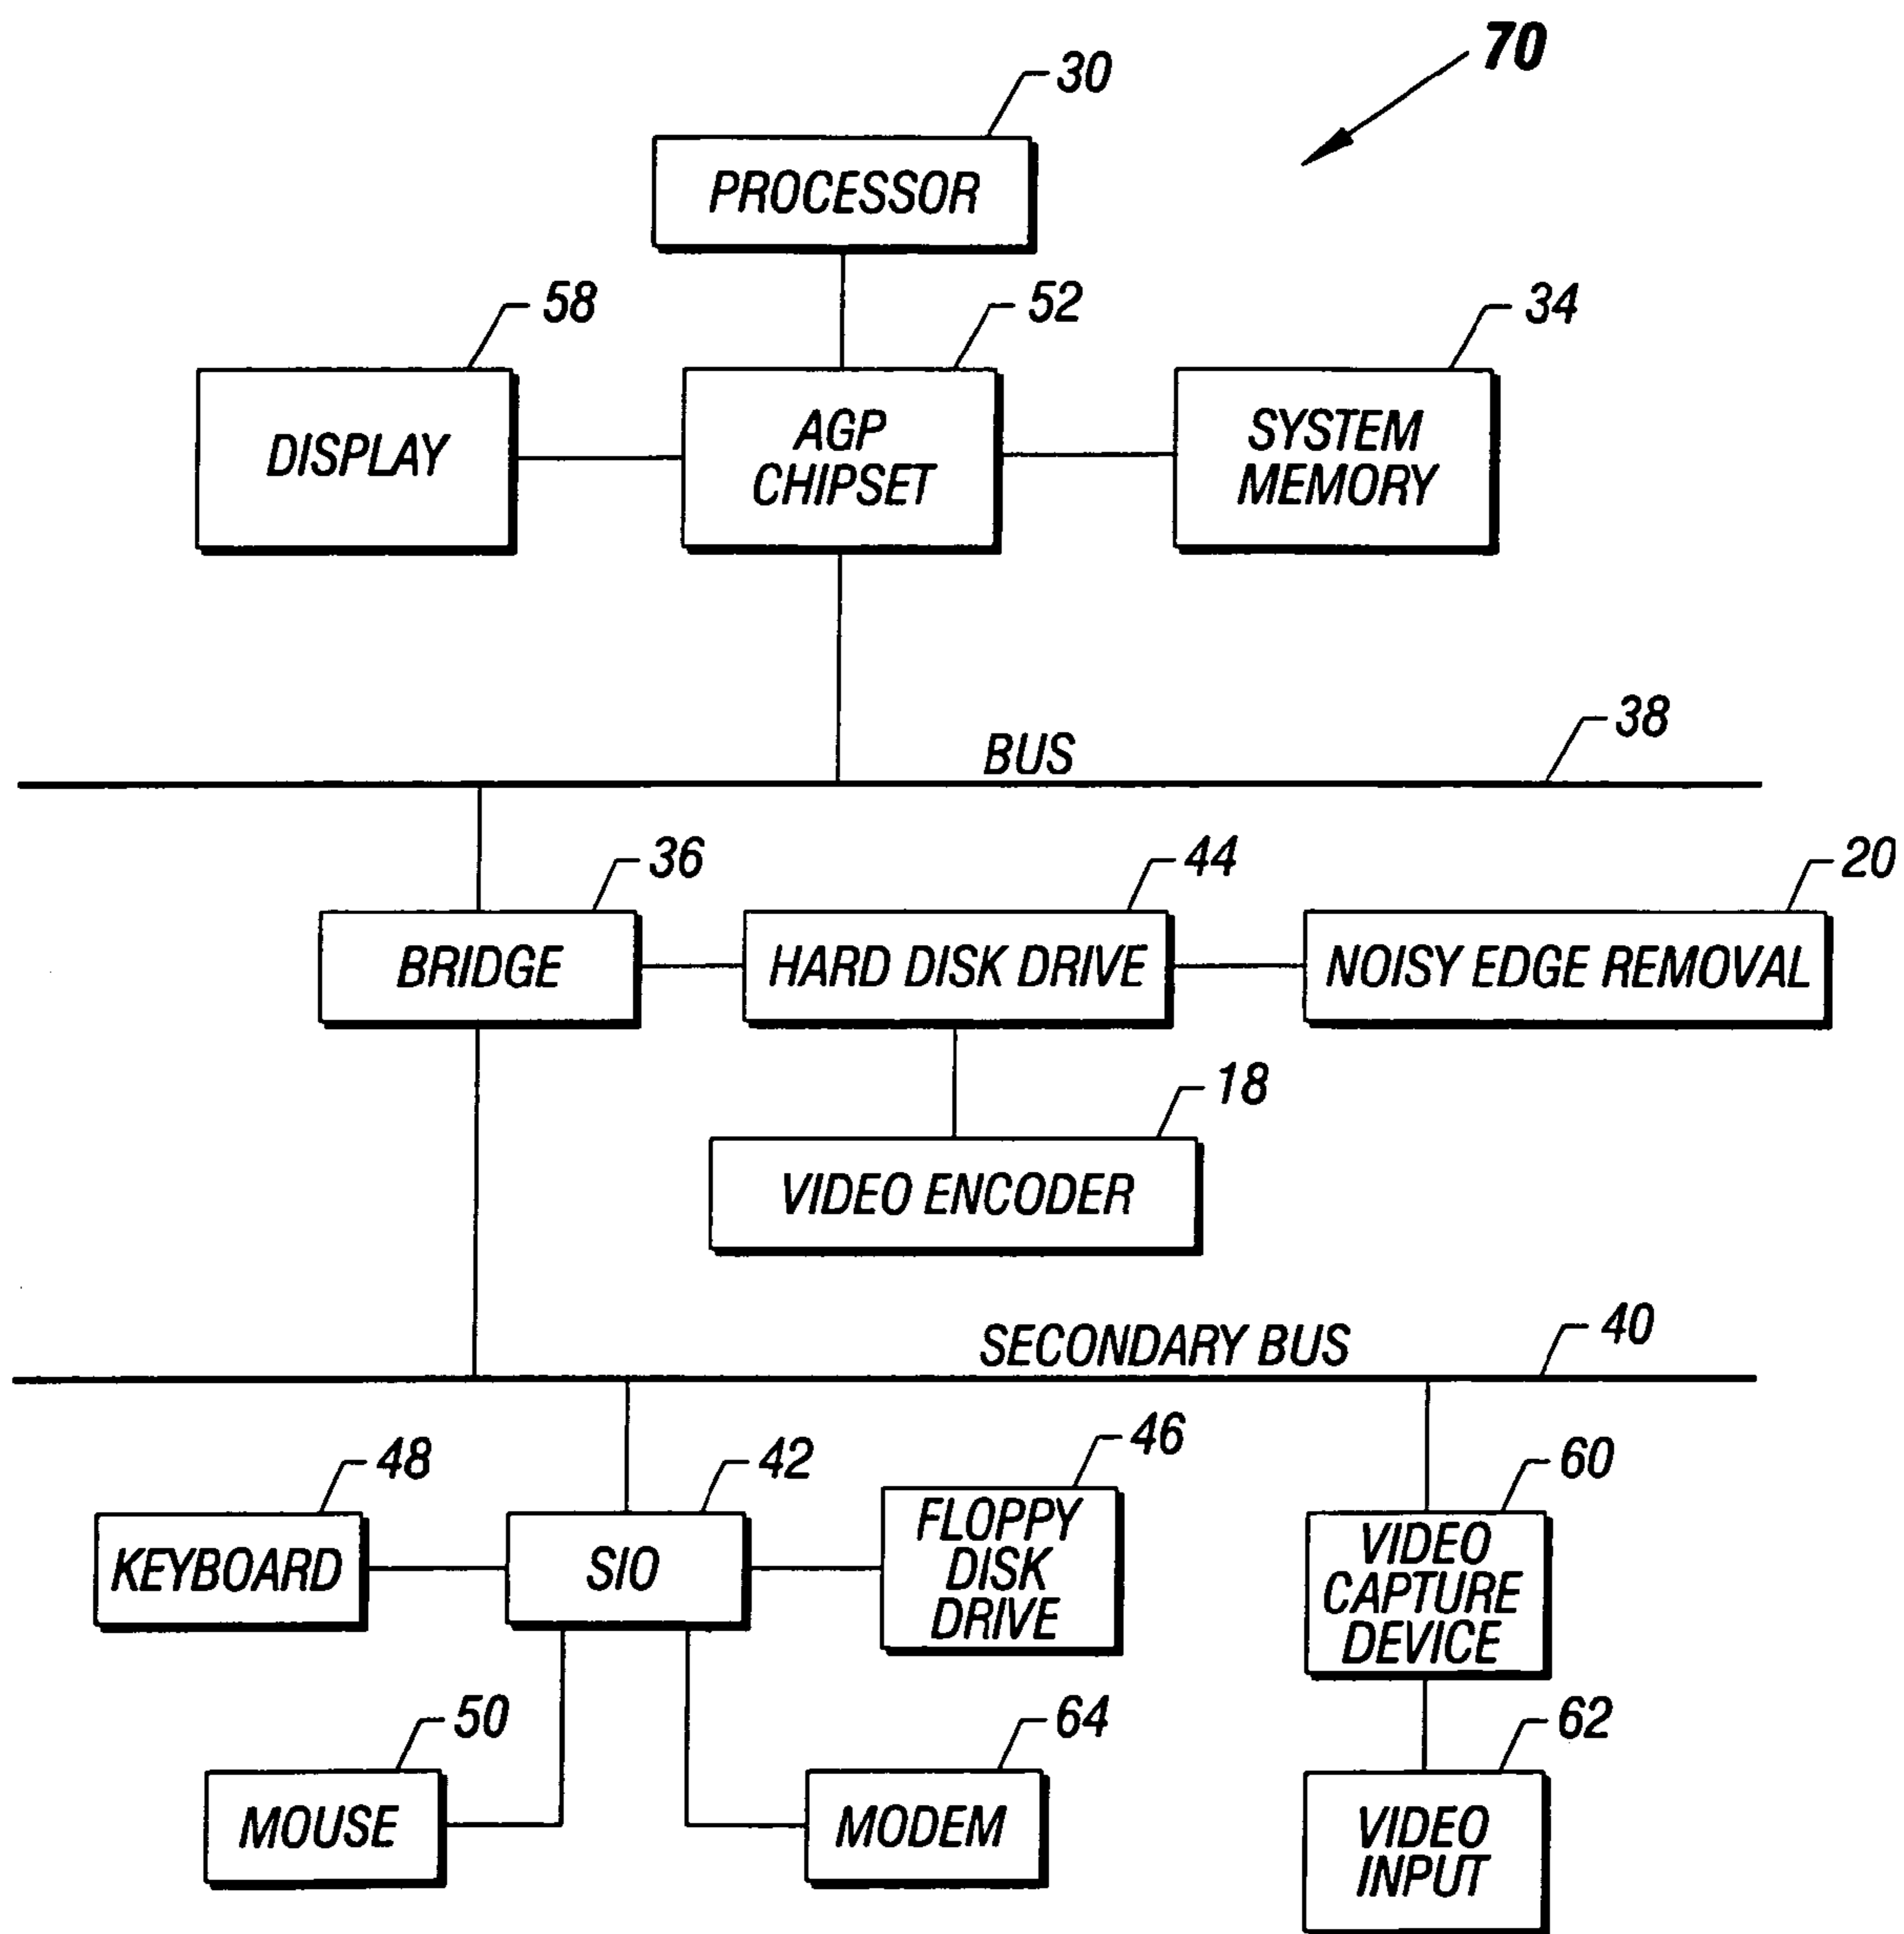 70
30
PROCESSOR
58
52
34
DISPLAY
AGP
CHIPSET
SYSTEM
MEMORY
38
BUS
36
44
20
BRIDGE
HARD DISK DRIVE
NOISY EDGE REMOVAL
18
VIDEO ENCODER
40
SECONDARY BUS
48
42
46
60
KEYBOARD
SIO
FLOPPY
DISK
DRIVE
VIDEO
CAPTURE
DEVICE
50
64
62
MOUSE
MODEM
VIDEO
INPUT